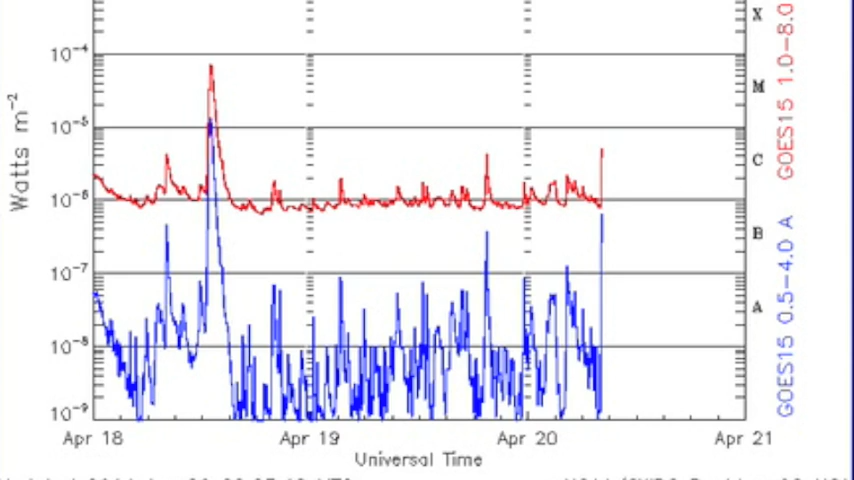 X
10⁻⁴
M
10⁻⁵
C
10⁻⁶
B
10⁻⁷
A
10⁻⁸
10⁻⁹
Watts m⁻²
GOES15 1.0-8.0
GOES15 0.5-4.0 A
Apr 18 Apr 19 Apr 20 Apr 21
Universal Time